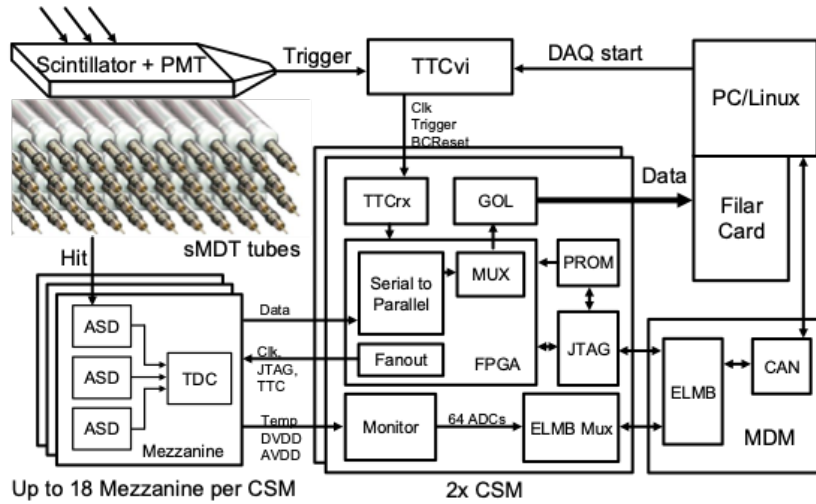 Scintillator + PMT
Trigger
TTCvi
DAQ start
PC/Linux
Clk
Trigger
BCReset
Data
Filar
Card
TTCrx
GOL
sMDT tubes
Hit
Serial to
Parallel
MUX
PROM
ASD
Data
ASD
TDC
Clk,
JTAG,
TTC
Fanout
FPGA
JTAG
ELMB
CAN
ASD
Mezzanine
Temp
DVDD
AVDD
Monitor
64 ADCs
ELMB Mux
MDM
Up to 18 Mezzanine per CSM
2x CSM